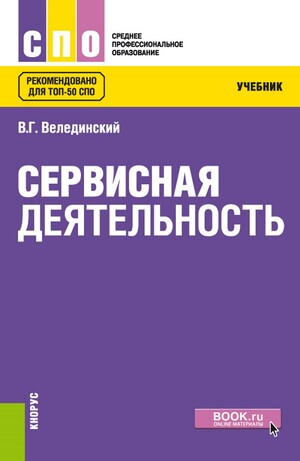 СПО
СРЕДНЕЕ
ПРОФЕССИОНАЛЬНОЕ
ОБРАЗОВАНИЕ
РЕКОМЕНДОВАНО
ДЛЯ ТОП-50 СПО
УЧЕБНИК
В.Г. Велединский
СЕРВИСНАЯ
ДЕЯТЕЛЬНОСТЬ
КНОРУС
BOOK.ru
ONLINE МАТЕРИАЛЫ